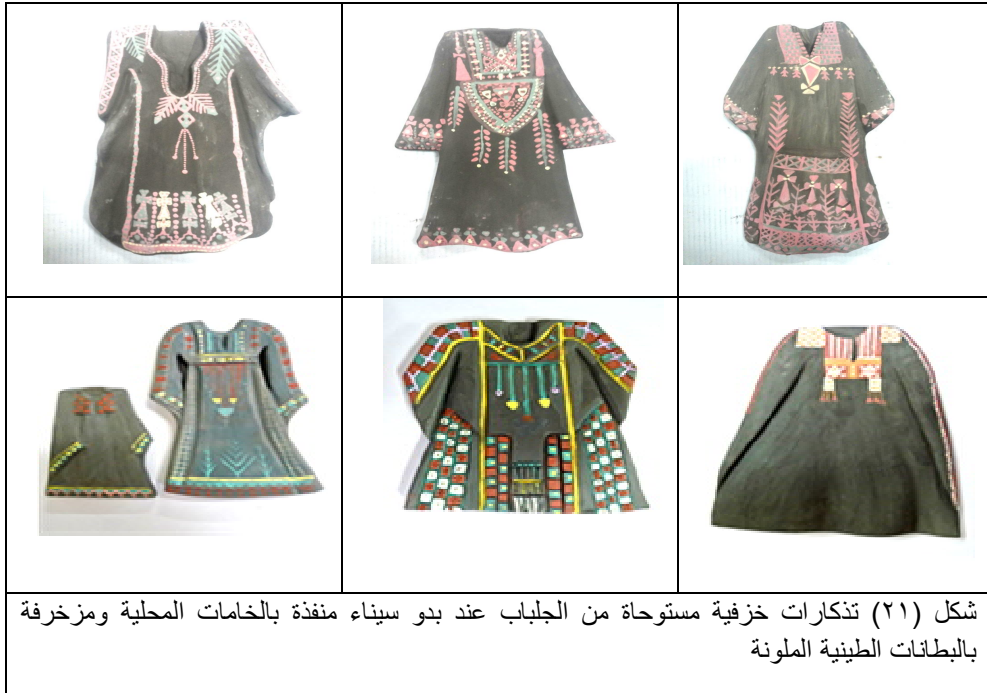 شكل (٢١) تذكارات خزفية مستوحاة من الجلباب عند بدو سيناء منفذة بالخامات المحلية ومزخرفة
بالبطانات الطينية الملونة